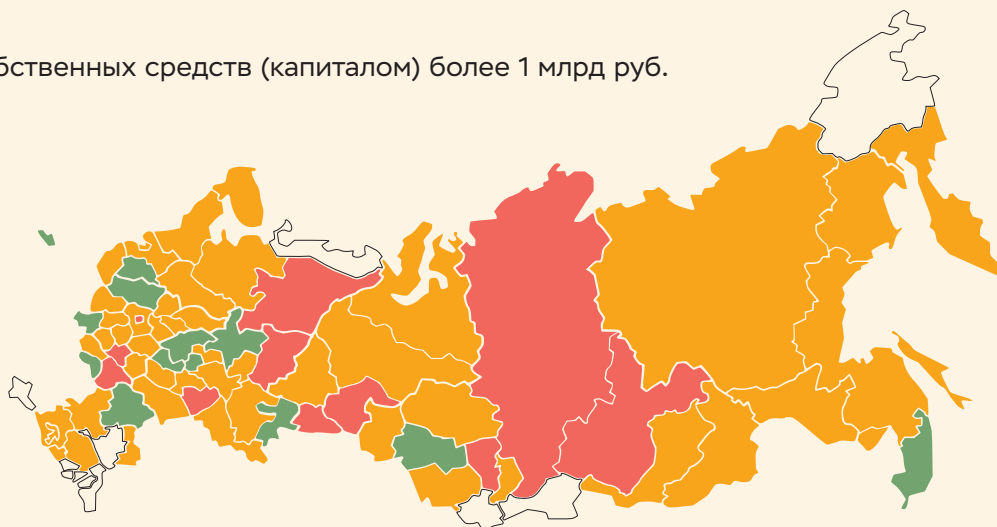 бственных средств (капиталом) более 1 млрд руб.